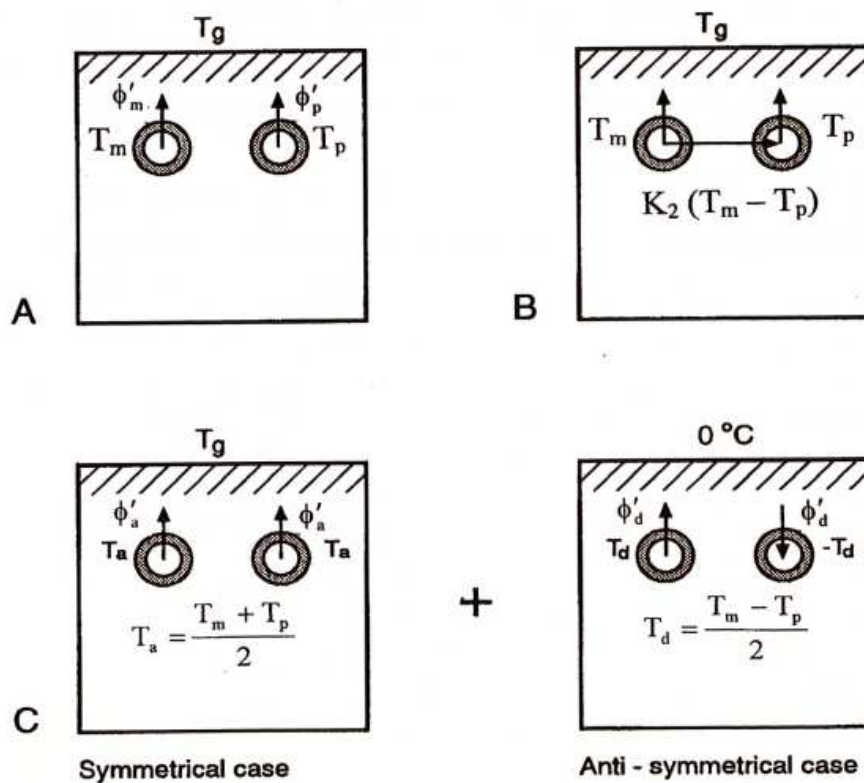 Tg
ϕ′m ϕ′p
Tm Tp
A
Tg
Tm Tp
K₂ (Tm − Tp)
B
Tg
ϕ′a ϕ′a
Ta Ta
Ta = (Tm + Tp) / 2
C
Symmetrical case
+
0 °C
ϕ′d ϕ′d
Td -Td
Td = (Tm − Tp) / 2
Anti - symmetrical case